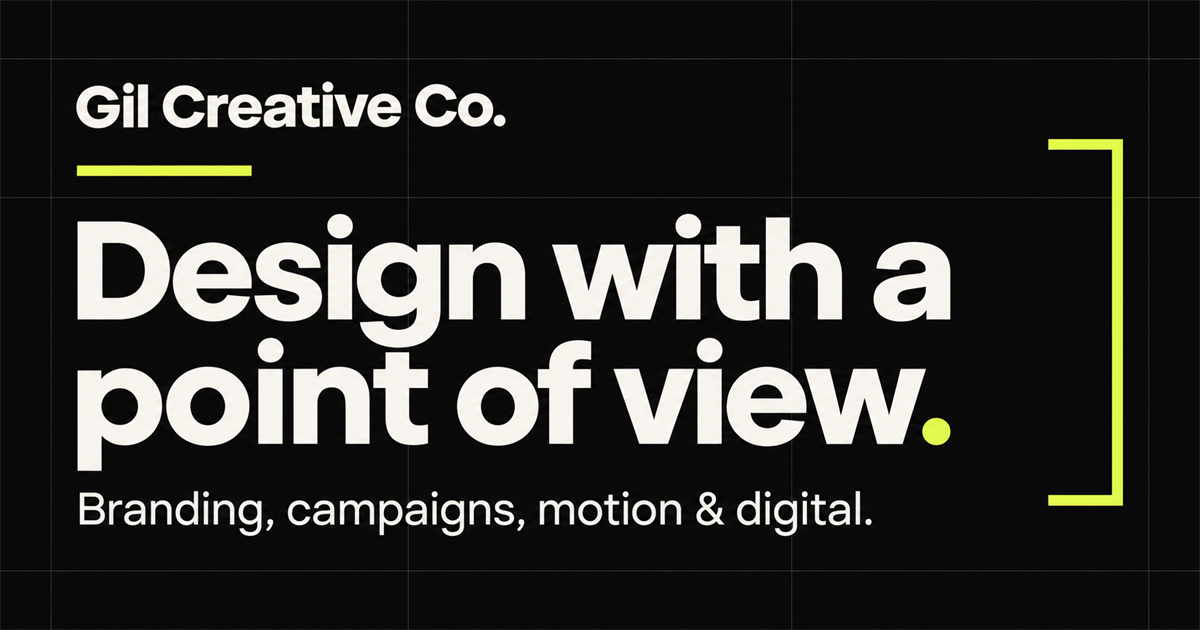 Gil Creative Co.
Design with a
point of view.
Branding, campaigns, motion & digital.